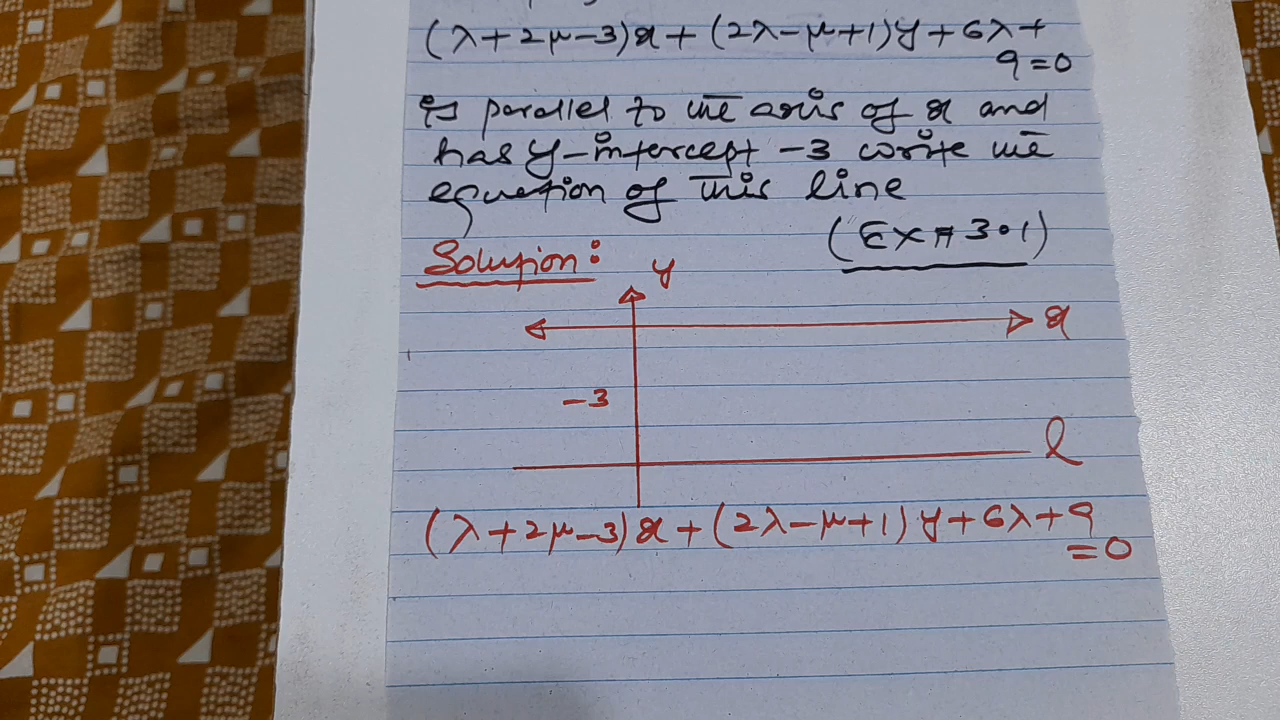 (λ+2μ-3)x+(2λ-μ+1)y+6λ+
9=0
is parallel to the axis of x and
has y-intercept -3 write the
equation of this line
(Ex # 3.1)
Solution:
y
x
-3
l
(λ+2μ-3)x+(2λ-μ+1)y+6λ+9
=0